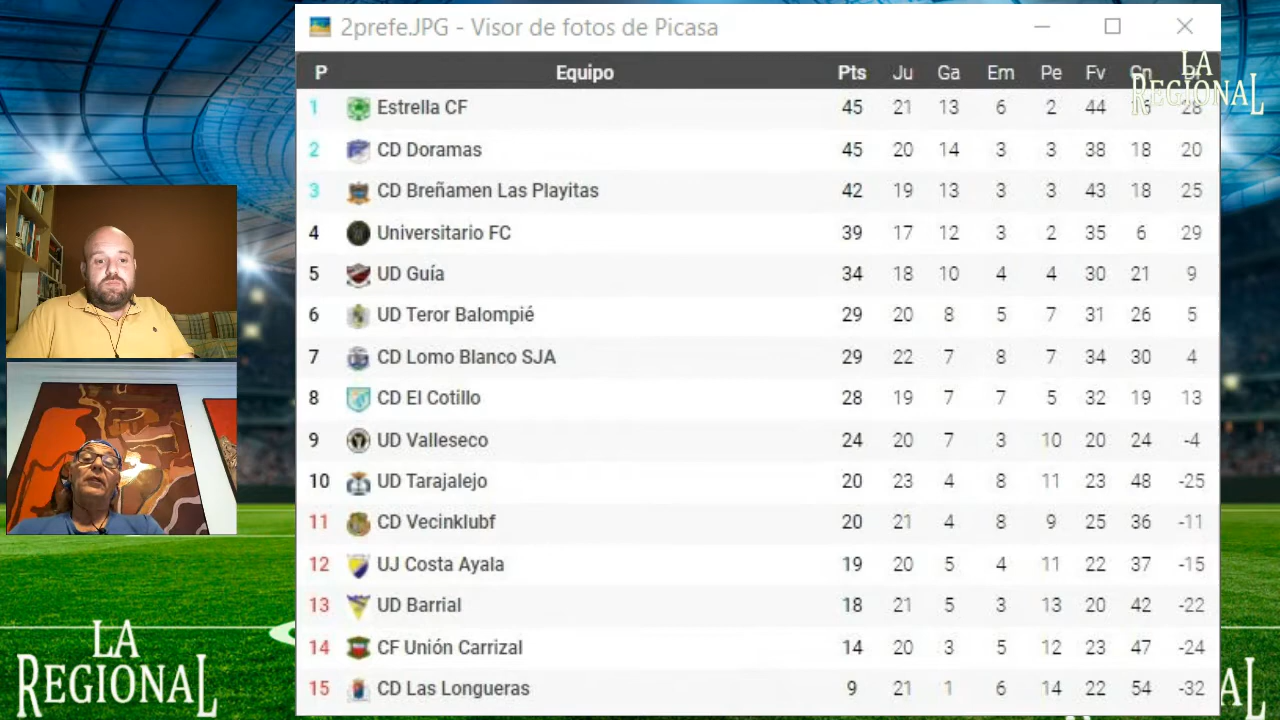 2prefe.JPG - Visor de fotos de Picasa
P Equipo Pts Ju Ga Em Pe Fv
LA
REGIONAL
1 Estrella CF 45 21 13 6 2 44 28
2 CD Doramas 45 20 14 3 3 38 18 20
3 CD Breñamen Las Playitas 42 19 13 3 3 43 18 25
4 Universitario FC 39 17 12 3 2 35 6 29
5 UD Guía 34 18 10 4 4 30 21 9
6 UD Teror Balompié 29 20 8 5 7 31 26 5
7 CD Lomo Blanco SJA 29 22 7 8 7 34 30 4
8 CD El Cotillo 28 19 7 7 5 32 19 13
9 UD Valleseco 24 20 7 3 10 20 24 -4
10 UD Tarajalejo 20 23 4 8 11 23 48 -25
11 CD Vecinklubf 20 21 4 8 9 25 36 -11
12 UJ Costa Ayala 19 20 5 4 11 22 37 -15
13 UD Barrial 18 21 5 3 13 20 42 -22
14 CF Unión Carrizal 14 20 3 5 12 23 47 -24
15 CD Las Longueras 9 21 1 6 14 22 54 -32
LA
REGIONAL